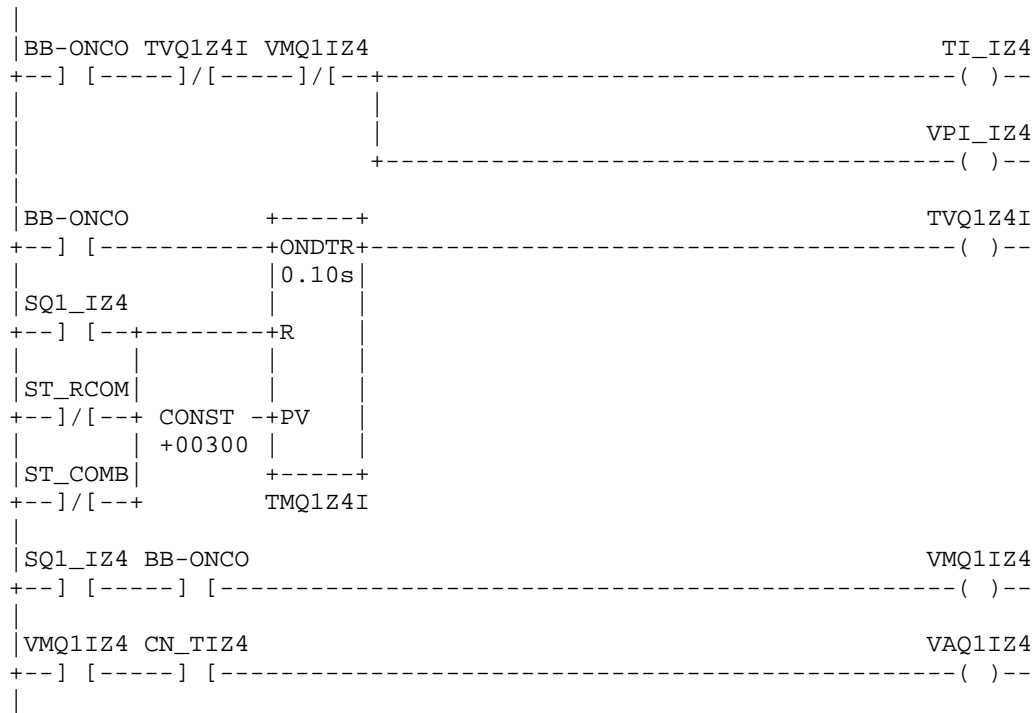 BB-ONCO TVQ1Z4I VMQ1IZ4 TI_IZ4
VPI_IZ4
BB-ONCO TVQ1Z4I
ONDTR
0.10s
SQ1_IZ4
R
ST_RCOM
CONST PV
+00300
ST_COMB
TMQ1Z4I
SQ1_IZ4 BB-ONCO VMQ1IZ4
VMQ1IZ4 CN_TIZ4 VAQ1IZ4